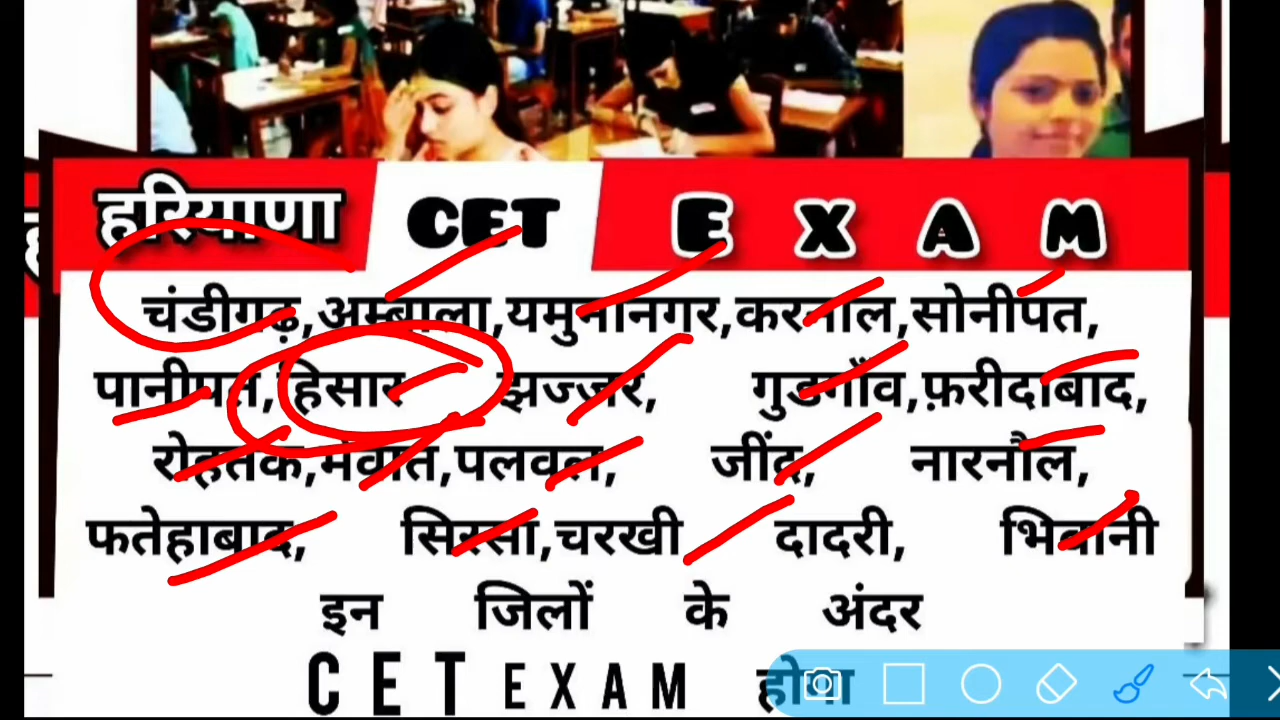 हरियाणा CET EXAM
चंडीगढ़,अम्बाला,यमुनानगर,करनाल,सोनीपत,
पानीपत,हिसार झज्जर, गुडगाँव,फ़रीदाबाद,
रोहतक,मेवात,पलवल, जींद, नारनौल,
फतेहाबाद, सिरसा,चरखी दादरी, भिवानी
इन जिलों के अंदर
CET EXAM होगा